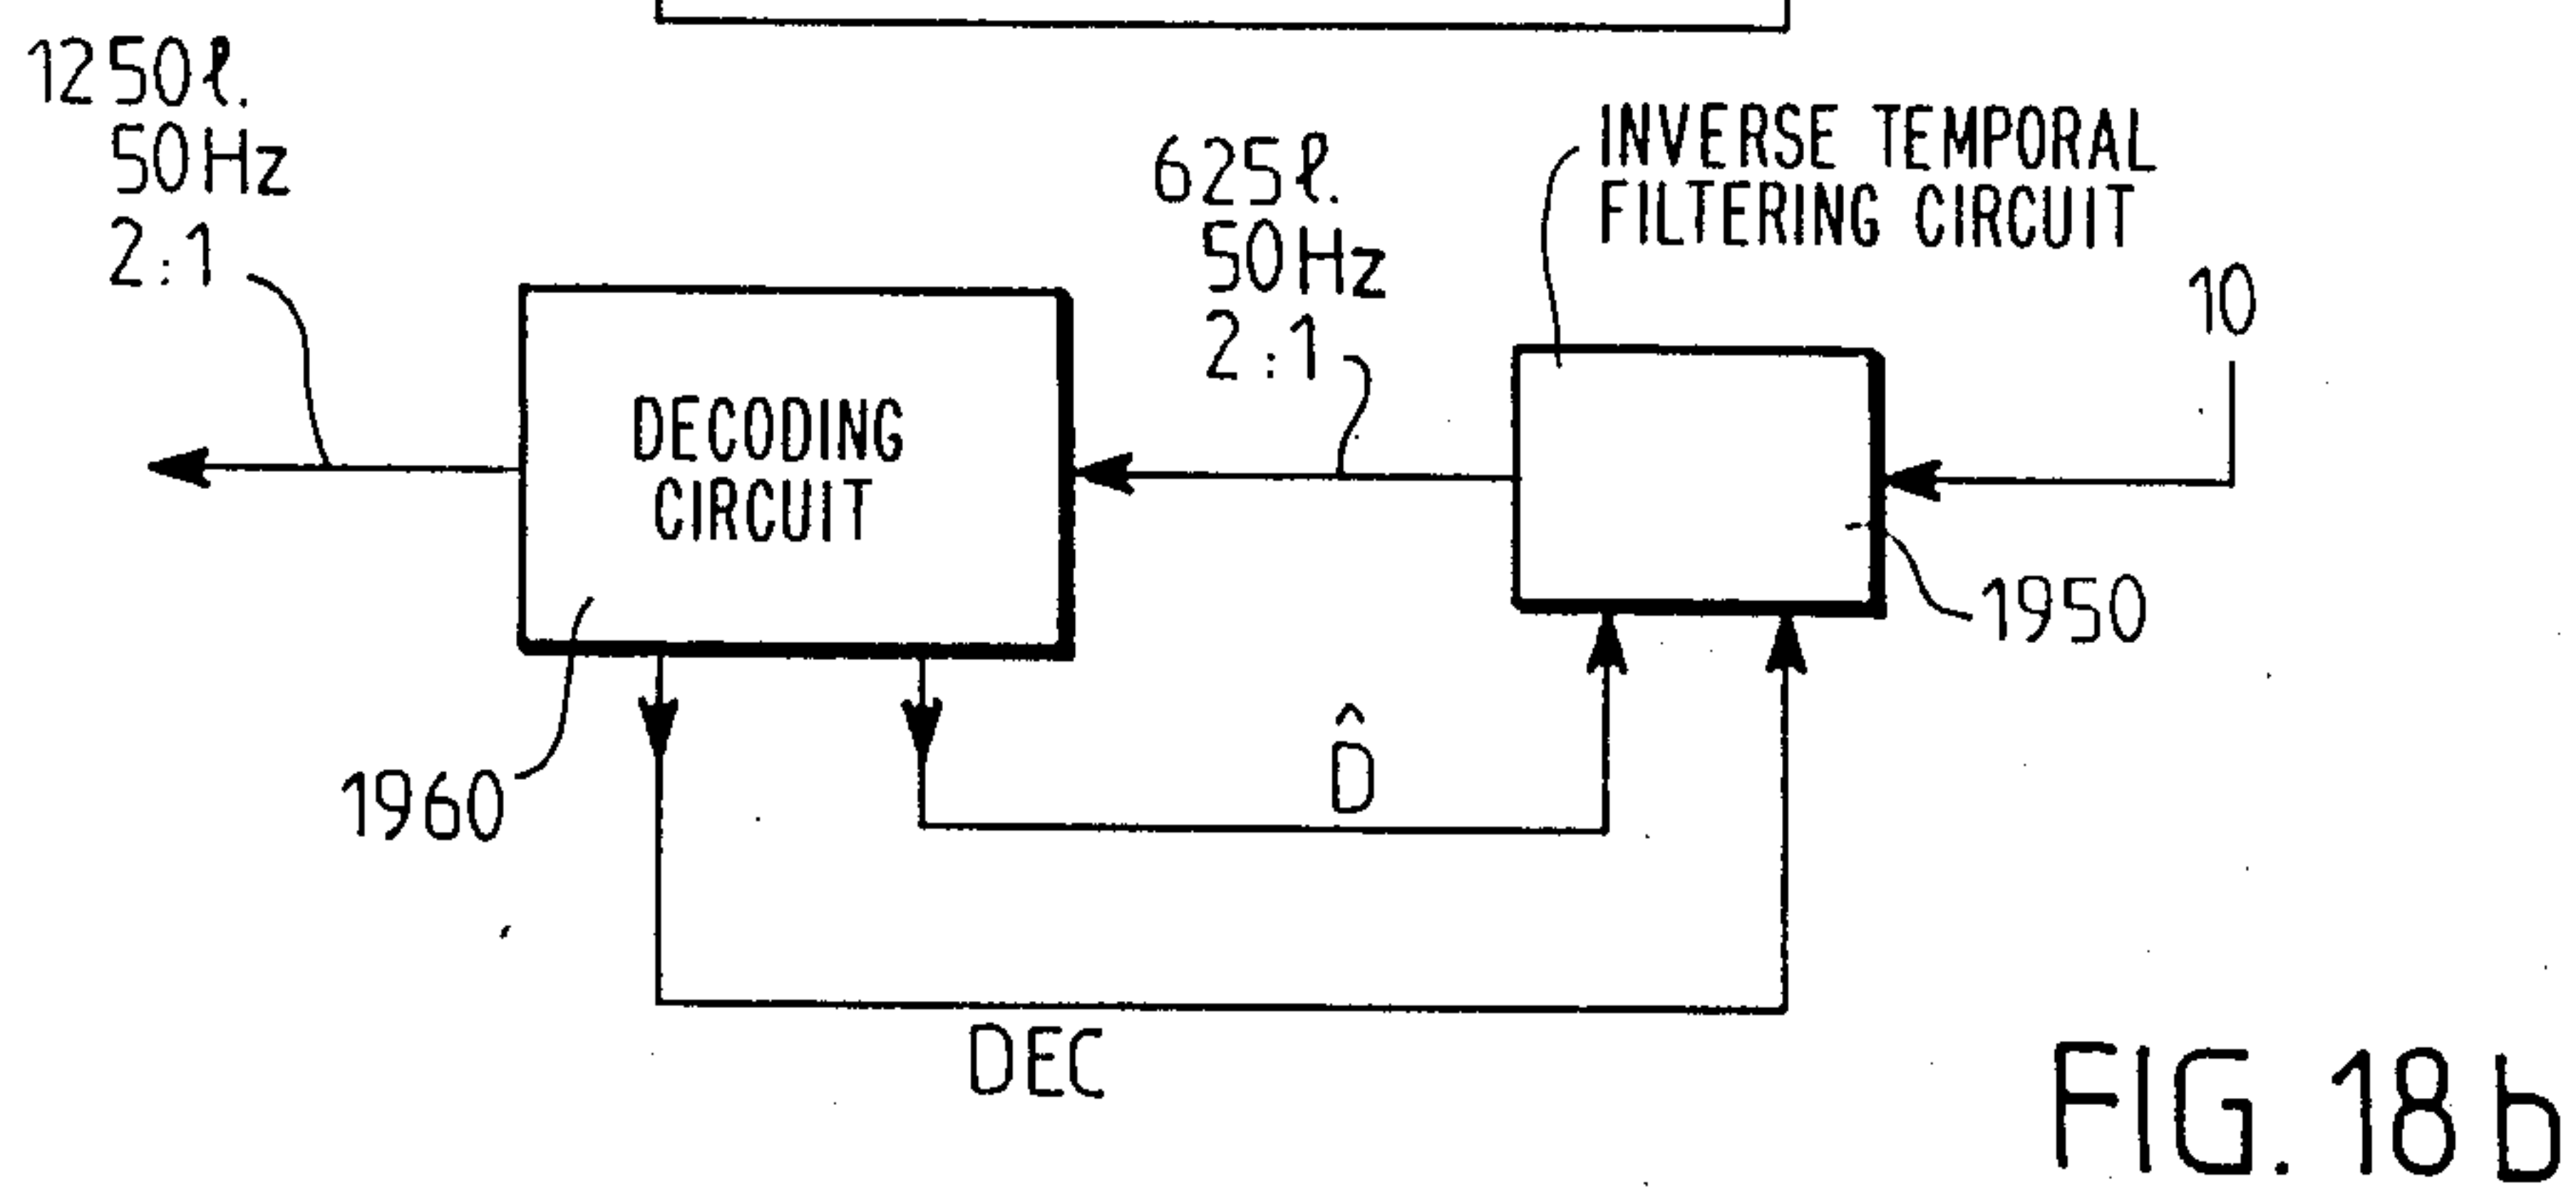 1250ℓ.
50Hz
2:1
625ℓ.
50Hz
2:1
INVERSE TEMPORAL
FILTERING CIRCUIT
10
DECODING
CIRCUIT
1950
1960
D̂
DEC
FIG. 18b